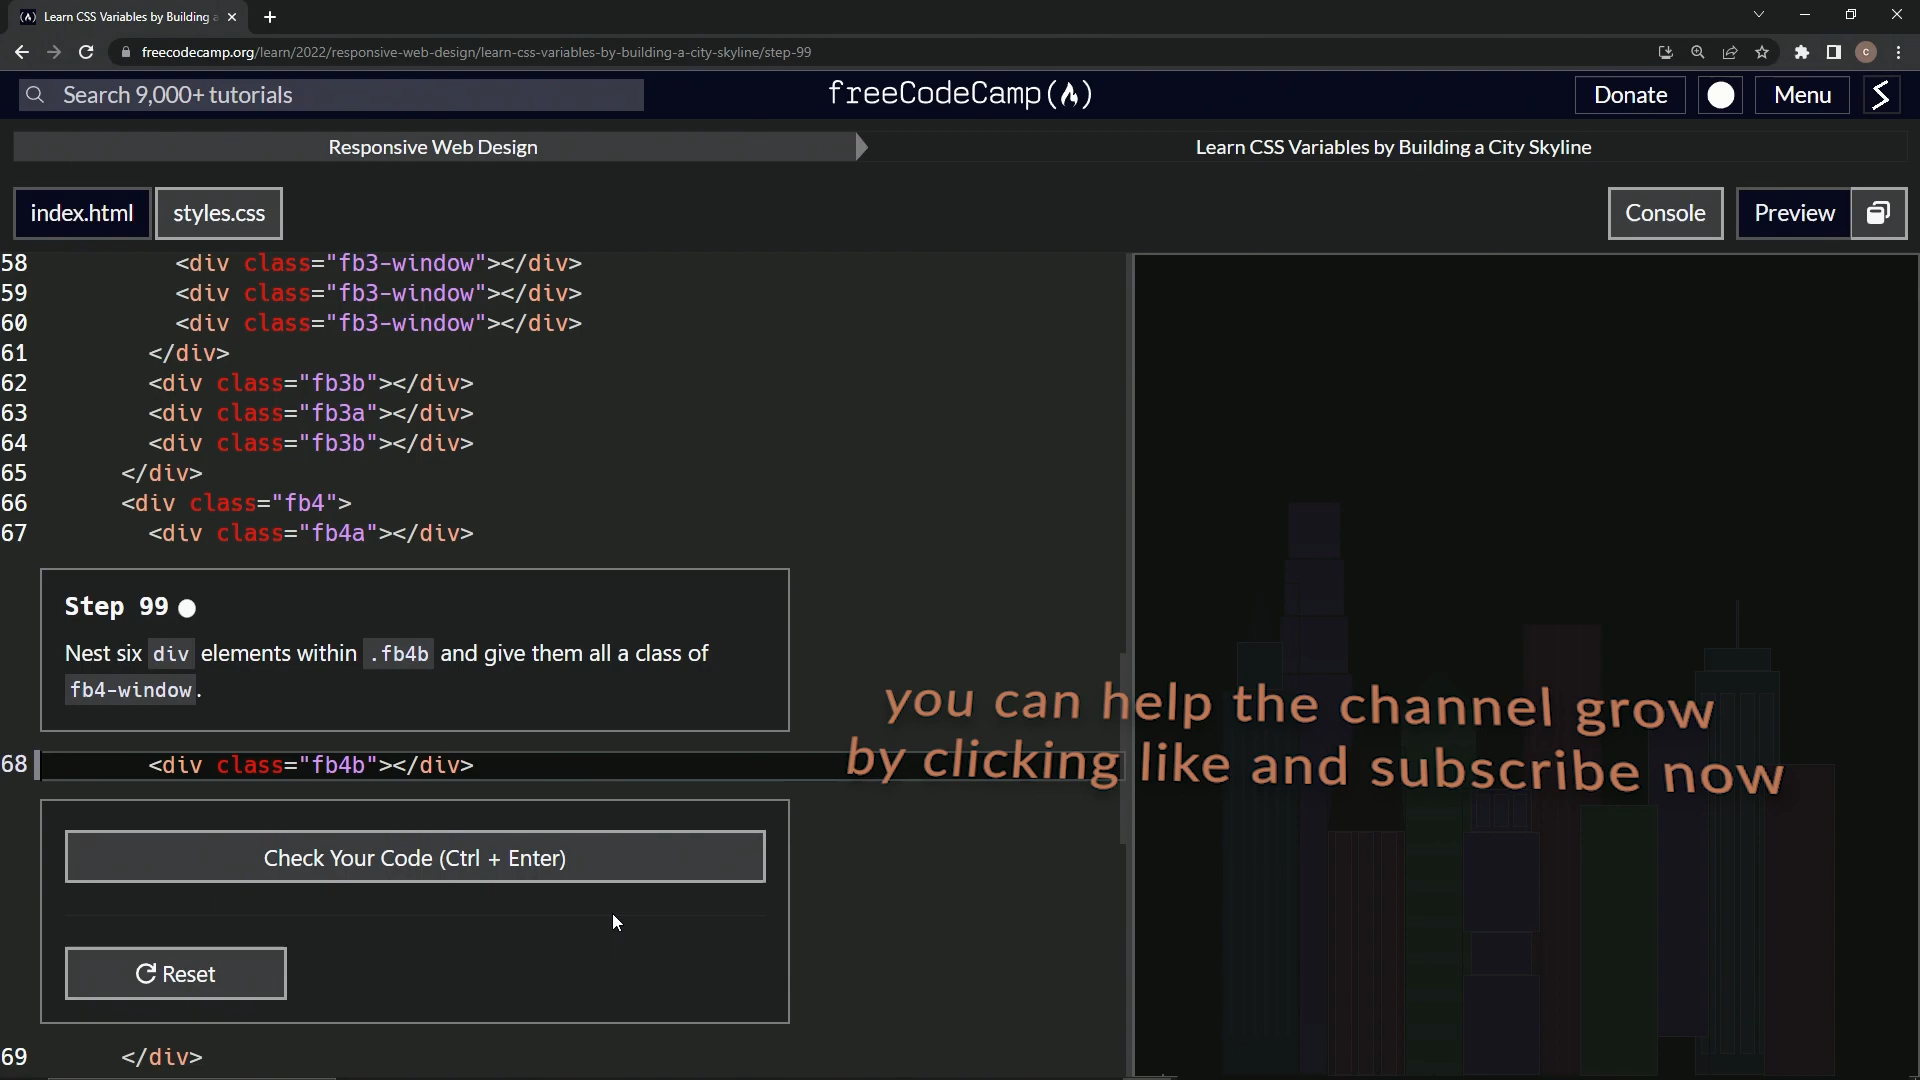 Learn CSS Variables by Building a
freecodecamp.org/learn/2022/responsive-web-design/learn-css-variables-by-building-a-city-skyline/step-99
c
Search 9,000+ tutorials
freeCodeCamp
Donate
Menu
Responsive Web Design
Learn CSS Variables by Building a City Skyline
index.html
styles.css
Console
Preview
58 <div class="fb3-window"></div>
59 <div class="fb3-window"></div>
60 <div class="fb3-window"></div>
61 </div>
62 <div class="fb3b"></div>
63 <div class="fb3a"></div>
64 <div class="fb3b"></div>
65 </div>
66 <div class="fb4">
67 <div class="fb4a"></div>
Step 99
Nest six div elements within .fb4b and give them all a class of
fb4-window.
you can help the channel grow
by clicking like and subscribe now
68 <div class="fb4b"></div>
Check Your Code (Ctrl + Enter)
Reset
69 </div>